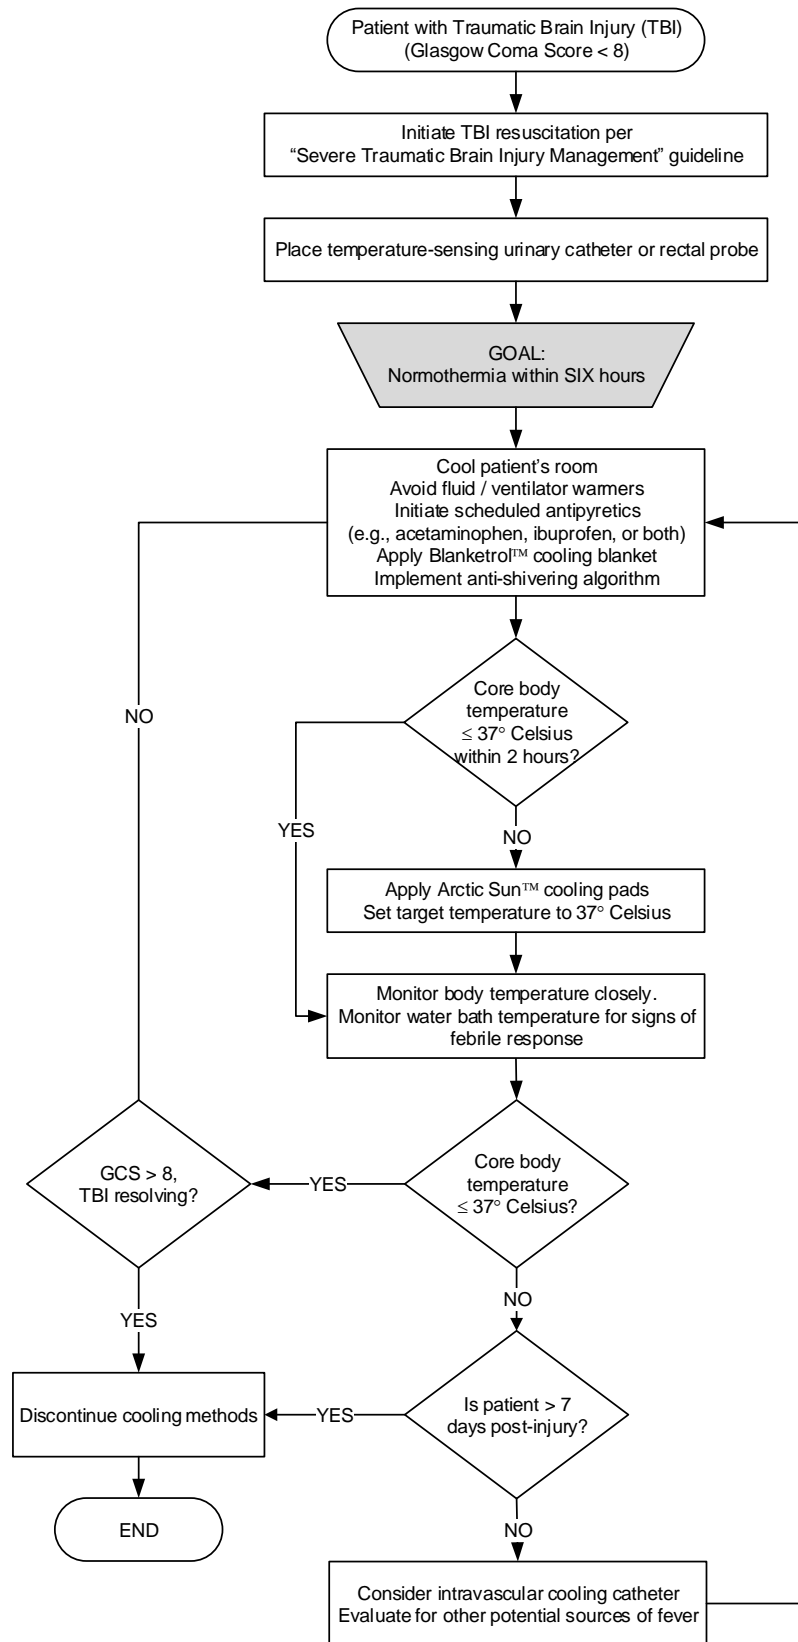 Patient with Traumatic Brain Injury (TBI)
(Glasgow Coma Score < 8)
Initiate TBI resuscitation per
“Severe Traumatic Brain Injury Management” guideline
Place temperature-sensing urinary catheter or rectal probe
GOAL:
Normothermia within SIX hours
Cool patient’s room
Avoid fluid / ventilator warmers
Initiate scheduled antipyretics
(e.g., acetaminophen, ibuprofen, or both)
Apply Blanketrol™ cooling blanket
Implement anti-shivering algorithm
Core body
temperature
≤ 37° Celsius
within 2 hours?
NO
YES
NO
Apply Arctic Sun™ cooling pads
Set target temperature to 37° Celsius
Monitor body temperature closely.
Monitor water bath temperature for signs of
febrile response
GCS > 8,
TBI resolving?
YES
Core body
temperature
≤ 37° Celsius?
NO
YES
Discontinue cooling methods
YES
Is patient > 7
days post-injury?
END
NO
Consider intravascular cooling catheter
Evaluate for other potential sources of fever